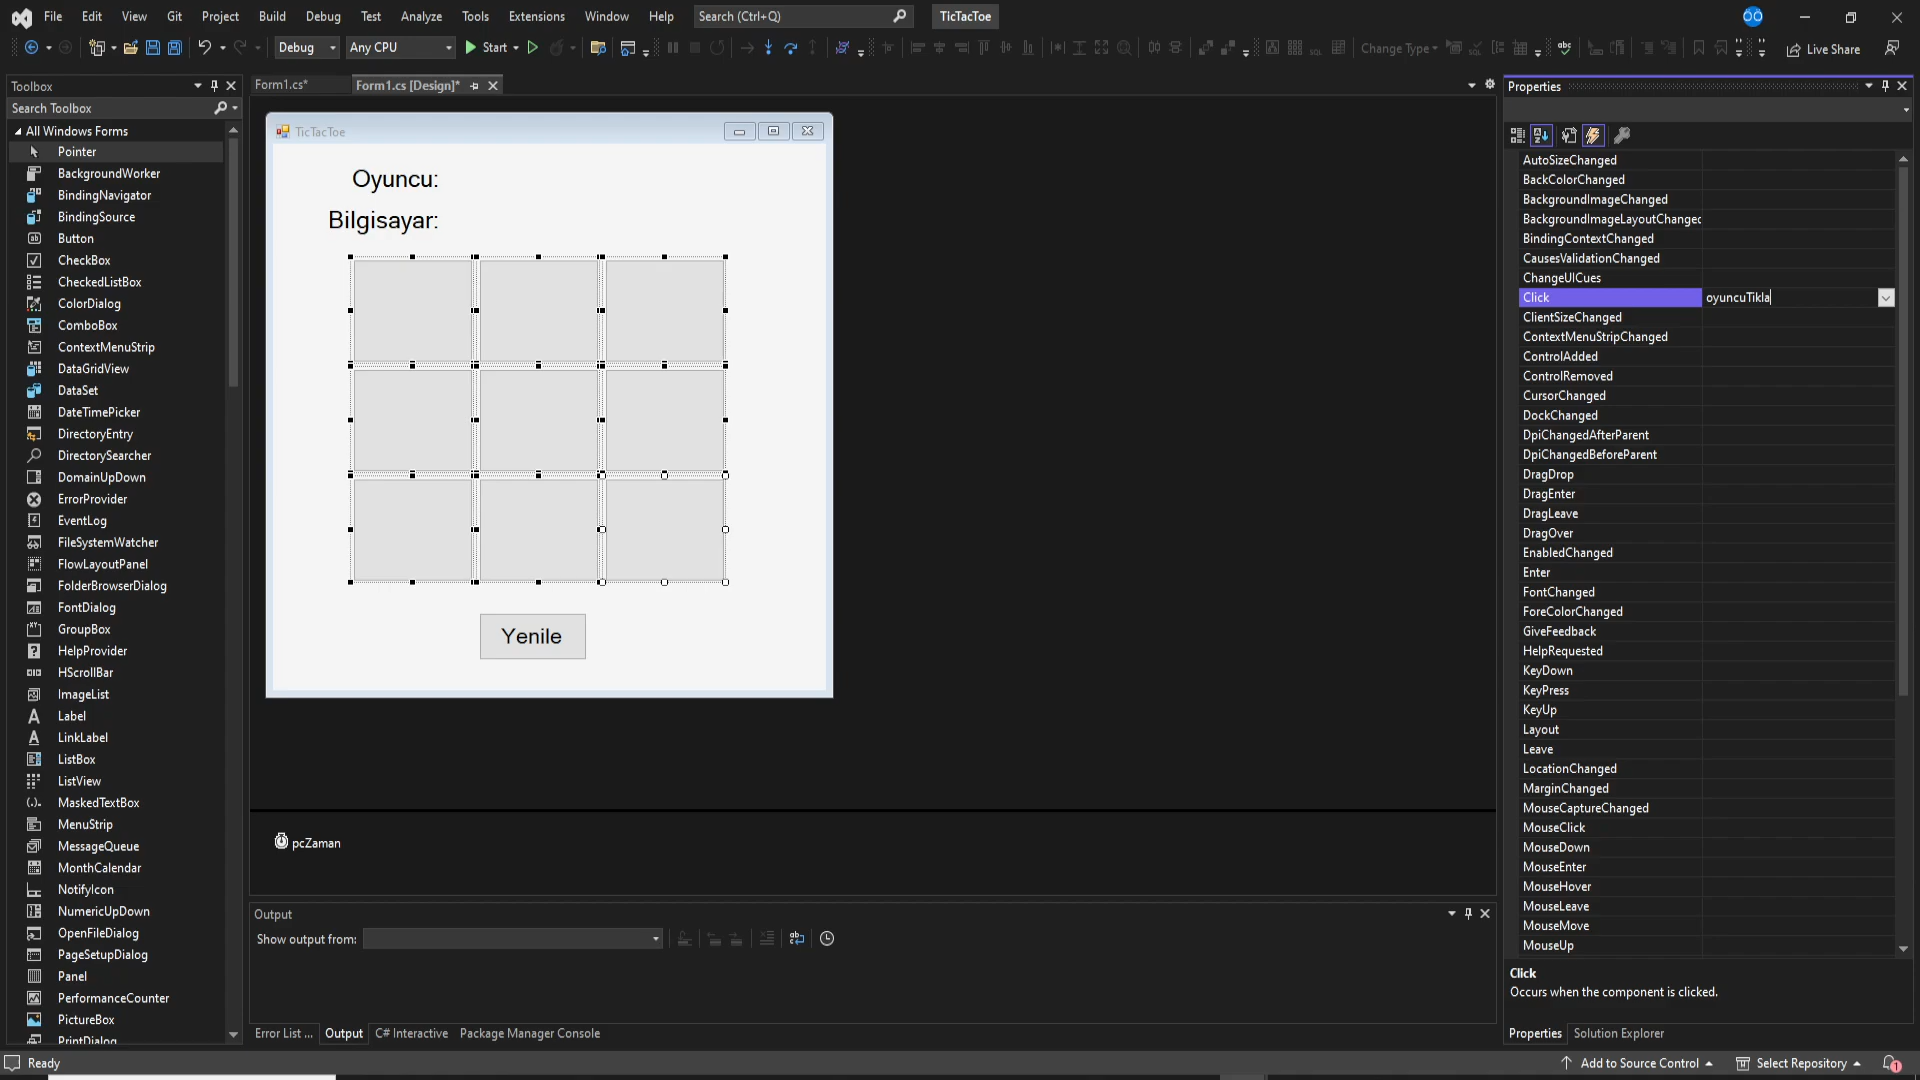 File Edit View Git Project Build Debug Test Analyze Tools Extensions Window Help Search (Ctrl+Q) TicTacToe
Debug Any CPU Start Change Type Live Share
Toolbox
Search Toolbox
All Windows Forms
Pointer
BackgroundWorker
BindingNavigator
BindingSource
Button
CheckBox
CheckedListBox
ColorDialog
ComboBox
ContextMenuStrip
DataGridView
DataSet
DateTimePicker
DirectoryEntry
DirectorySearcher
DomainUpDown
ErrorProvider
EventLog
FileSystemWatcher
FlowLayoutPanel
FolderBrowserDialog
FontDialog
GroupBox
HelpProvider
HScrollBar
ImageList
Label
LinkLabel
ListBox
ListView
MaskedTextBox
MenuStrip
MessageQueue
MonthCalendar
NotifyIcon
NumericUpDown
OpenFileDialog
PageSetupDialog
Panel
PerformanceCounter
PictureBox
PrintDialog
Form1.cs* Form1.cs [Design]*
TicTacToe
Oyuncu:
Bilgisayar:
Yenile
pcZaman
Output
Show output from:
Error List ... Output C# Interactive Package Manager Console
Properties
AutoSizeChanged
BackColorChanged
BackgroundImageChanged
BackgroundImageLayoutChanged
BindingContextChanged
CausesValidationChanged
ChangeUICues
Click oyuncuTikla
ClientSizeChanged
ContextMenuStripChanged
ControlAdded
ControlRemoved
CursorChanged
DockChanged
DpiChangedAfterParent
DpiChangedBeforeParent
DragDrop
DragEnter
DragLeave
DragOver
EnabledChanged
Enter
FontChanged
ForeColorChanged
GiveFeedback
HelpRequested
KeyDown
KeyPress
KeyUp
Layout
Leave
LocationChanged
MarginChanged
MouseCaptureChanged
MouseClick
MouseDown
MouseEnter
MouseHover
MouseLeave
MouseMove
MouseUp
Click
Occurs when the component is clicked.
Properties Solution Explorer
Ready Add to Source Control Select Repository 1